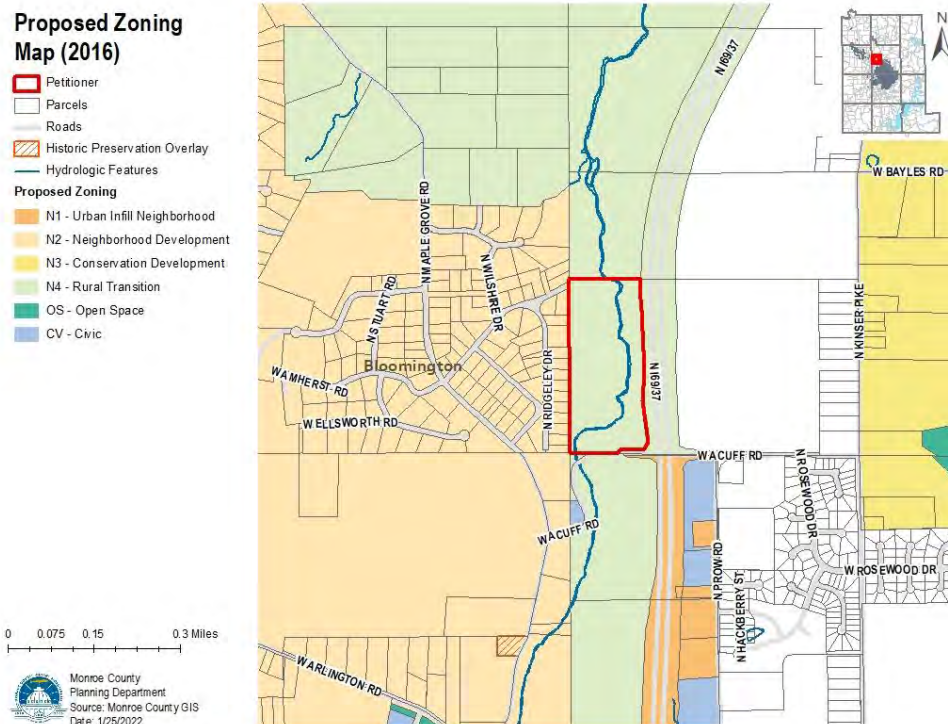 Proposed Zoning
Map (2016)
Petitioner
Parcels
Roads
Historic Preservation Overlay
Hydrologic Features
Proposed Zoning
N1 - Urban Infill Neighborhood
N2 - Neighborhood Development
N3 - Conservation Development
N4 - Rural Transition
OS - Open Space
CV - Civic
0 0.075 0.15 0.3 Miles
Monroe County
Planning Department
Source: Monroe County GIS
Date: 1/25/2022
N
N I69/37
W BAYLES RD
N MAPLE GROVE RD
N WILSHIRE DR
N STUART RD
N KINSER PIKE
Bloomington
W AMHERST RD
N RIDGELEY DR
N I69/37
W ELLSWORTH RD
W ACUFF RD
N ROSEWOOD DR
W ACUFF RD
N PROW RD
W ROSEWOOD DR
N HACKBERRY ST
W ARLINGTON RD